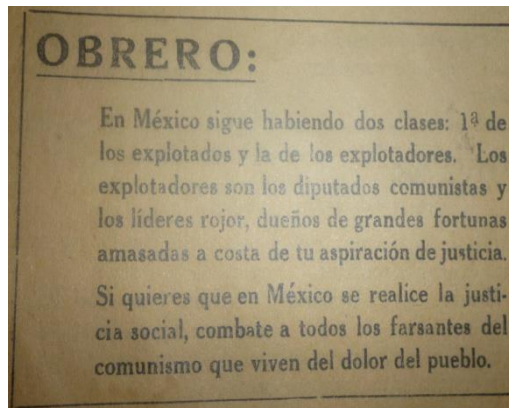 OBRERO:
En México sigue habiendo dos clases: 1ª de
los explotados y la de los explotadores. Los
explotadores son los diputados comunistas y
los líderes rojor, dueños de grandes fortunas
amasadas a costa de tu aspiración de justicia.
Si quieres que en México se realice la justi-
cia social, combate a todos los farsantes del
comunismo que viven del dolor del pueblo.